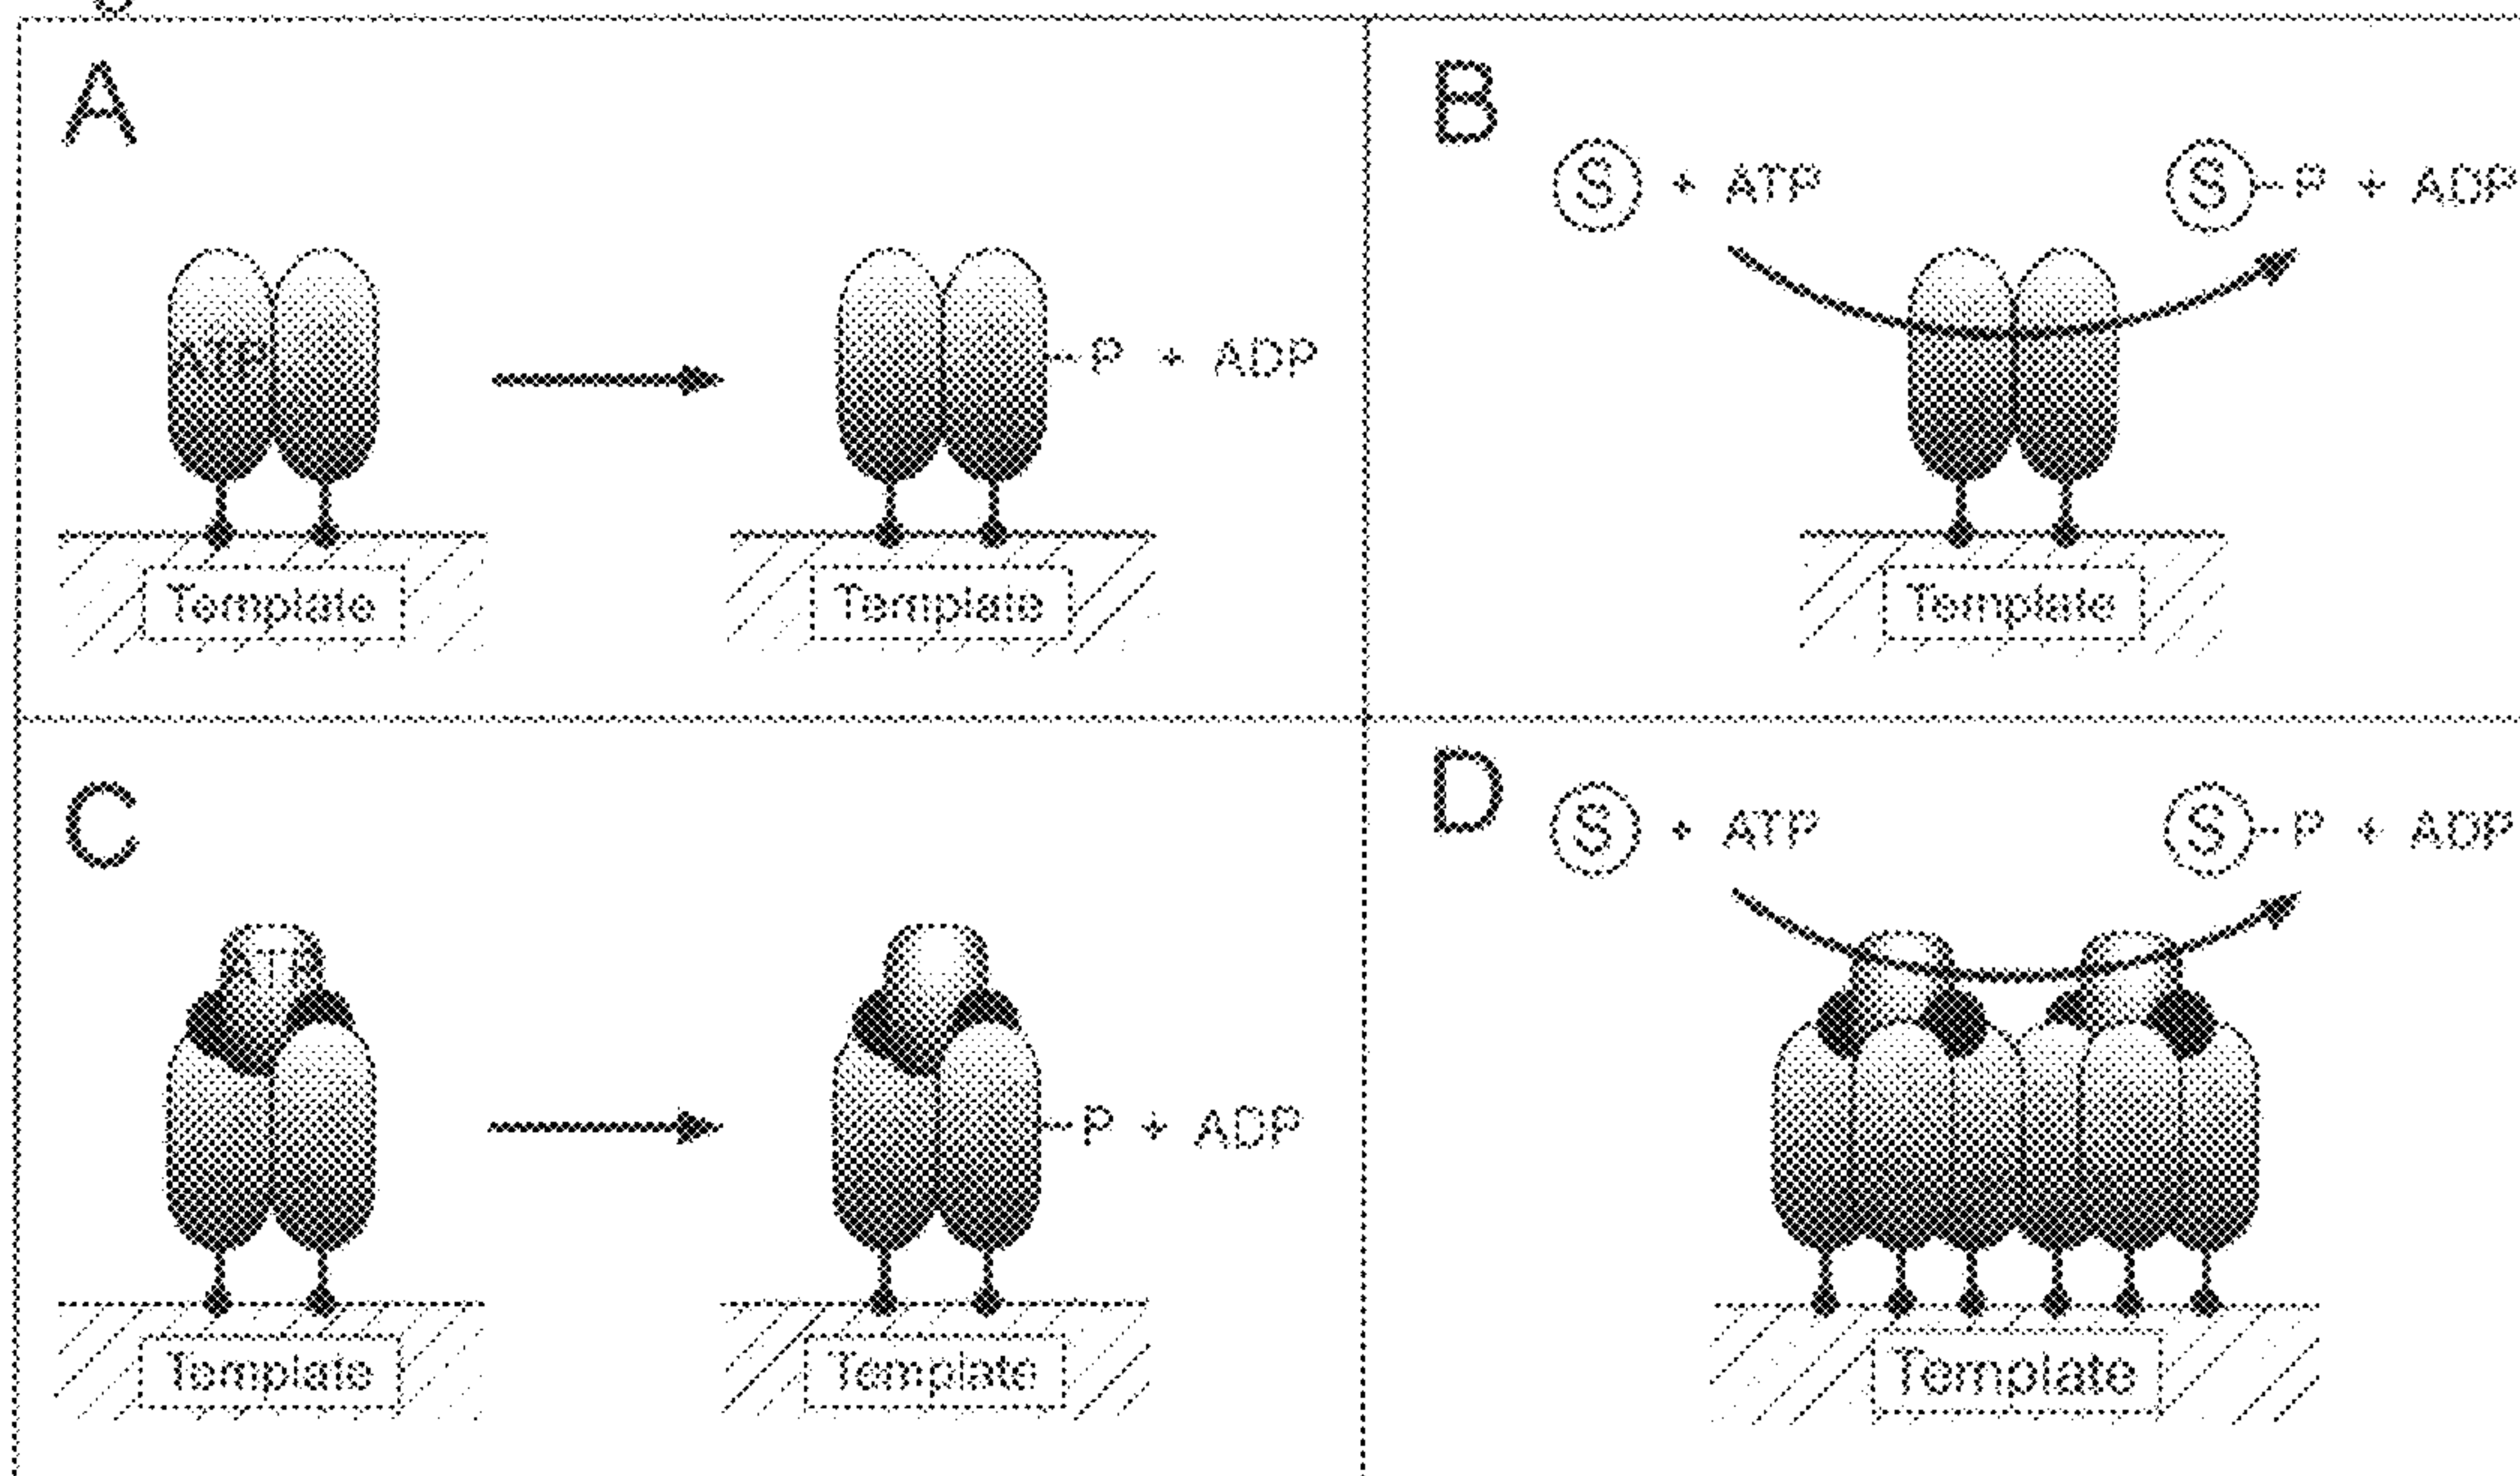 A
ATP
P + ADP
Template
Template
B
S + ATP
S P + ADP
Template
C
ATP
P + ADP
Template
Template
D
S + ATP
S P + ADP
Template